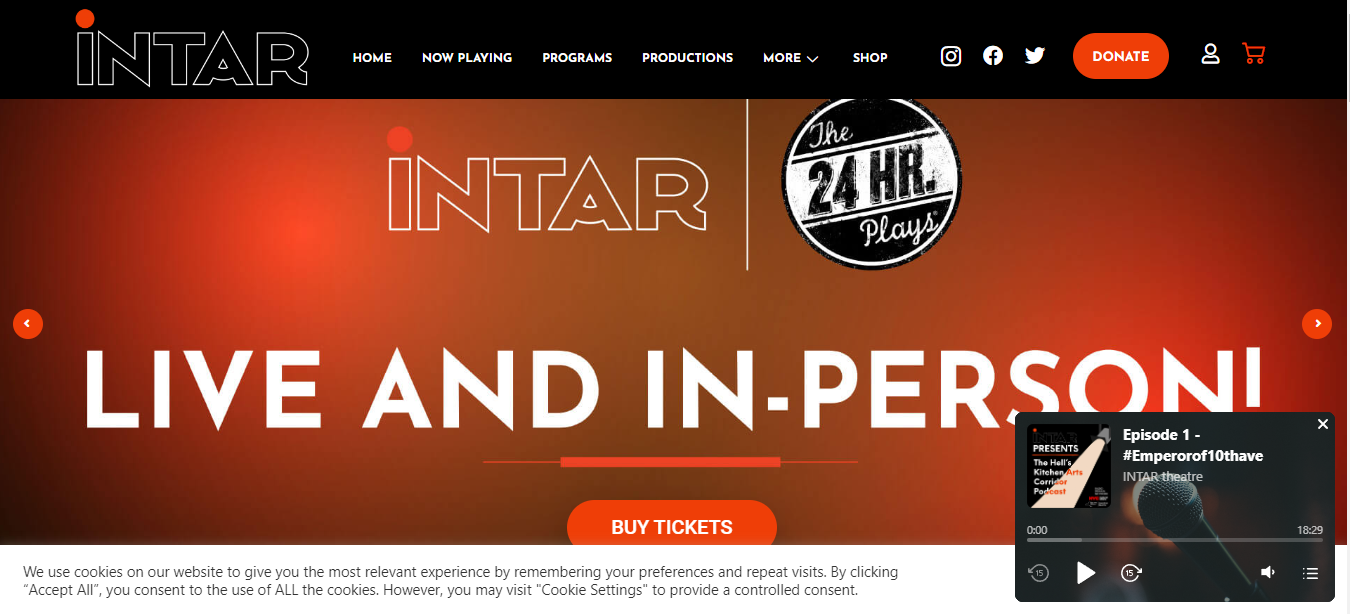 INTAR
HOME NOW PLAYING PROGRAMS PRODUCTIONS MORE SHOP DONATE
INTAR
The
24 HR.
Plays
LIVE AND IN-PERSON!
BUY TICKETS
We use cookies on our website to give you the most relevant experience by remembering your preferences and repeat visits. By clicking
“Accept All”, you consent to the use of ALL the cookies. However, you may visit "Cookie Settings" to provide a controlled consent.
INTAR
PRESENTS
The Hell's
Kitchen Arts
Corridor
Podcast
Episode 1 -
#Emperorof10thave
INTAR theatre
0:00 18:29
15 15